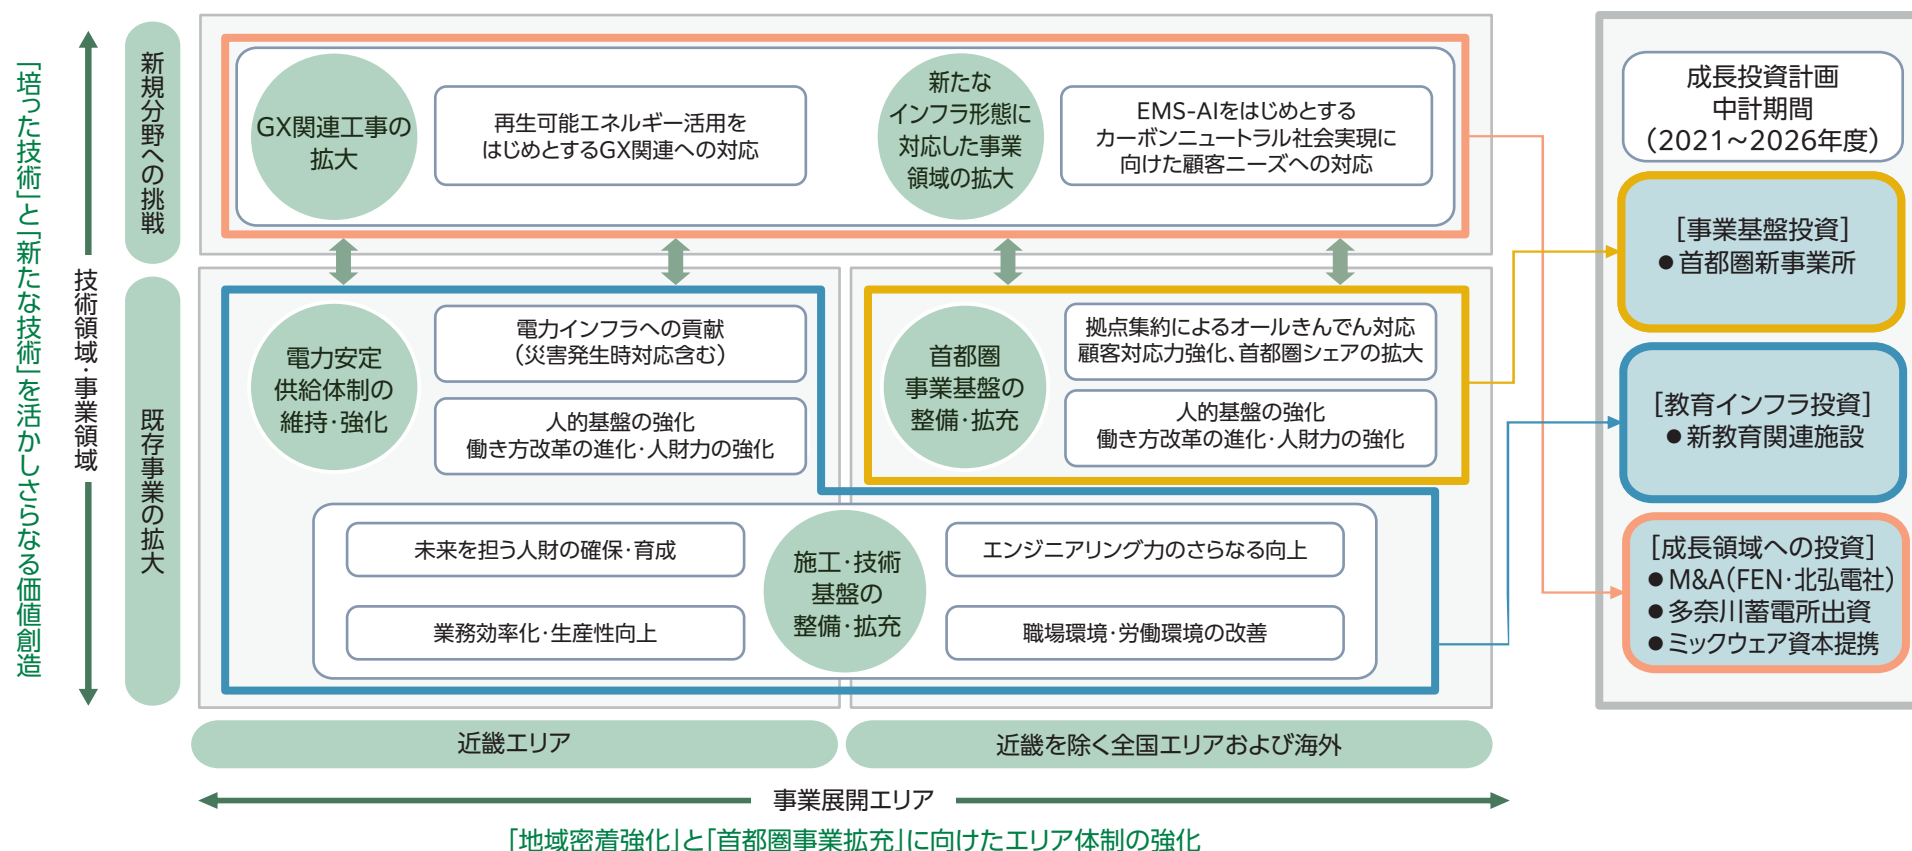 「培った技術」と「新たな技術」を活かしさらなる価値創造
技術領域・事業領域
新規分野への挑戦
既存事業の拡大
GX関連工事の
拡大
再生可能エネルギー活用を
はじめとするGX関連への対応
新たな
インフラ形態に
対応した事業
領域の拡大
EMS-AIをはじめとする
カーボンニュートラル社会実現に
向けた顧客ニーズへの対応
電力安定
供給体制の
維持・強化
電力インフラへの貢献
(災害発生時対応含む)
人的基盤の強化
働き方改革の進化・人財力の強化
首都圏
事業基盤の
整備・拡充
拠点集約によるオールきんでん対応
顧客対応力強化、首都圏シェアの拡大
人的基盤の強化
働き方改革の進化・人財力の強化
未来を担う人財の確保・育成
業務効率化・生産性向上
施工・技術
基盤の
整備・拡充
エンジニアリング力のさらなる向上
職場環境・労働環境の改善
近畿エリア
近畿を除く全国エリアおよび海外
事業展開エリア
「地域密着強化」と「首都圏事業拡充」に向けたエリア体制の強化
成長投資計画
中計期間
(2021～2026年度)
[事業基盤投資]
●首都圏新事業所
[教育インフラ投資]
●新教育関連施設
[成長領域への投資]
●M&A(FEN・北弘電社)
●多奈川蓄電所出資
●ミックウェア資本提携